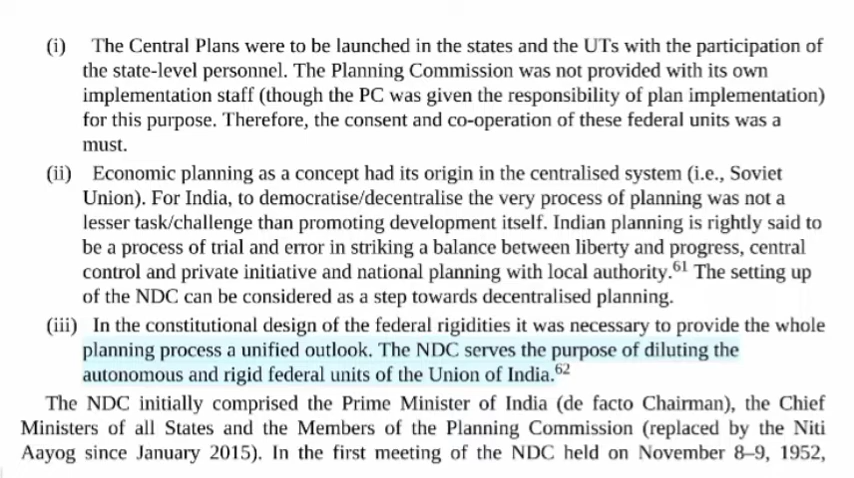 (i) The Central Plans were to be launched in the states and the UTs with the participation of
the state-level personnel. The Planning Commission was not provided with its own
implementation staff (though the PC was given the responsibility of plan implementation)
for this purpose. Therefore, the consent and co-operation of these federal units was a
must.
(ii) Economic planning as a concept had its origin in the centralised system (i.e., Soviet
Union). For India, to democratise/decentralise the very process of planning was not a
lesser task/challenge than promoting development itself. Indian planning is rightly said to
be a process of trial and error in striking a balance between liberty and progress, central
control and private initiative and national planning with local authority.61 The setting up
of the NDC can be considered as a step towards decentralised planning.
(iii) In the constitutional design of the federal rigidities it was necessary to provide the whole
planning process a unified outlook. The NDC serves the purpose of diluting the
autonomous and rigid federal units of the Union of India.62
The NDC initially comprised the Prime Minister of India (de facto Chairman), the Chief
Ministers of all States and the Members of the Planning Commission (replaced by the Niti
Aayog since January 2015). In the first meeting of the NDC held on November 8–9, 1952,